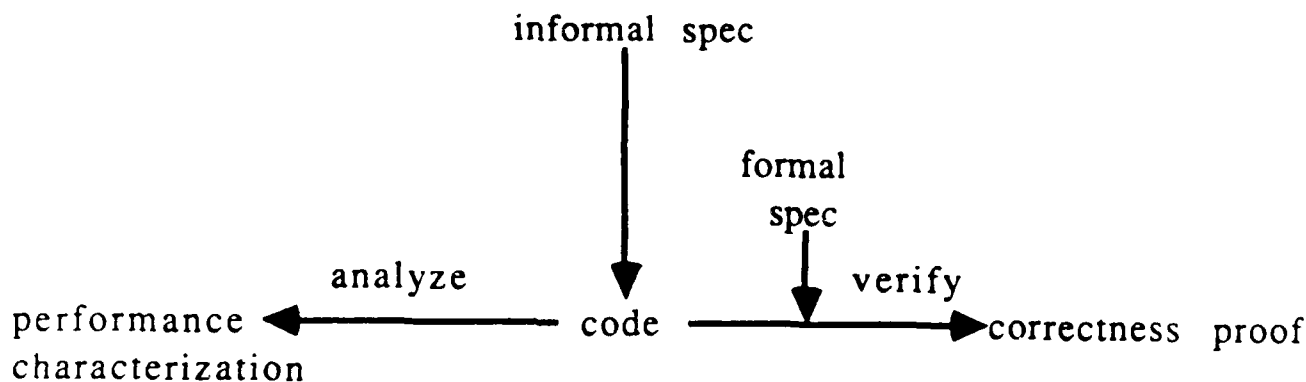 informal spec
formal
spec
analyze
verify
performance
characterization
code
correctness proof